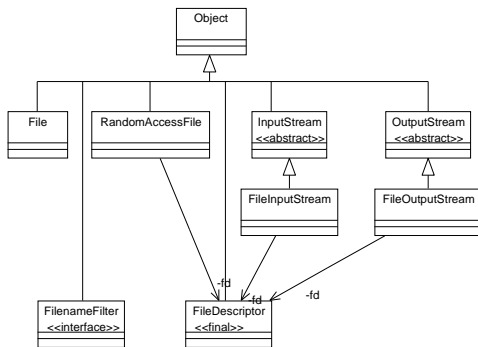 Object
File
RandomAccessFile
InputStream
<<abstract>>
OutputStream
<<abstract>>
FileInputStream
FileOutputStream
-fd
-fd
-fd
FilenameFilter
<<interface>>
FileDescriptor
<<final>>